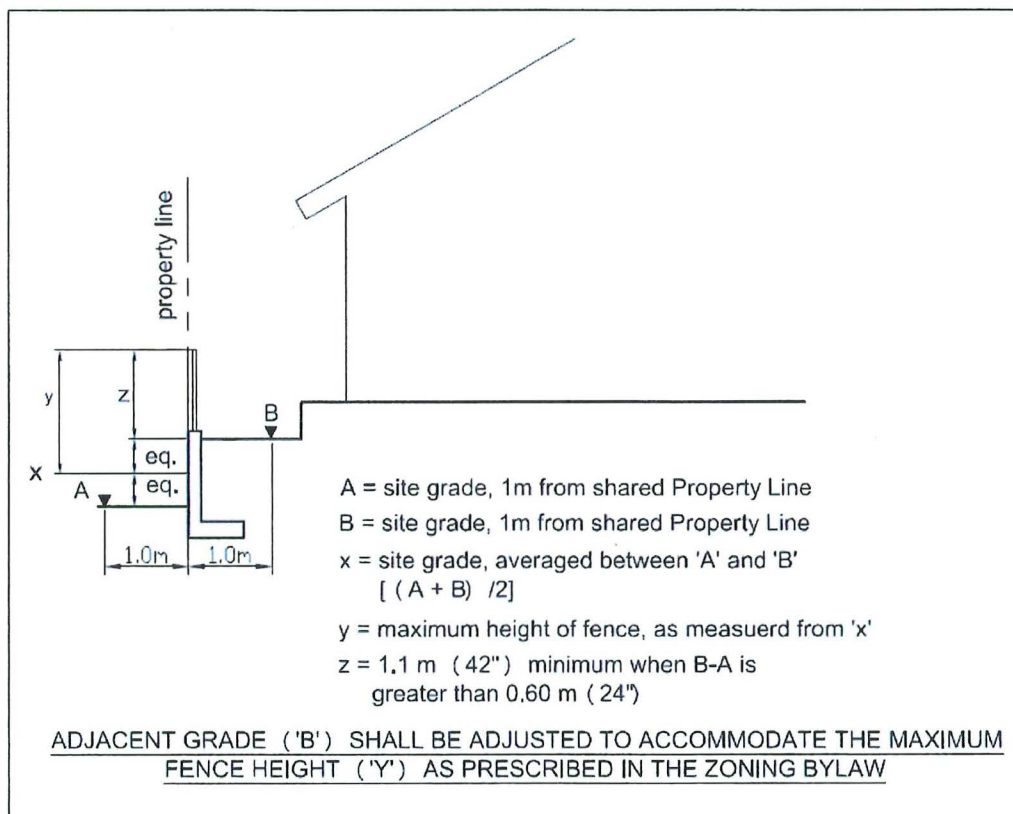 property line
y
z
B
eq.
x
A
eq.
1.0m
1.0m
A = site grade, 1m from shared Property Line
B = site grade, 1m from shared Property Line
x = site grade, averaged between 'A' and 'B'
[ ( A + B) /2]
y = maximum height of fence, as measuerd from 'x'
z = 1.1 m ( 42") minimum when B-A is
greater than 0.60 m ( 24")
ADJACENT GRADE ( 'B' ) SHALL BE ADJUSTED TO ACCOMMODATE THE MAXIMUM
FENCE HEIGHT ( 'Y' ) AS PRESCRIBED IN THE ZONING BYLAW